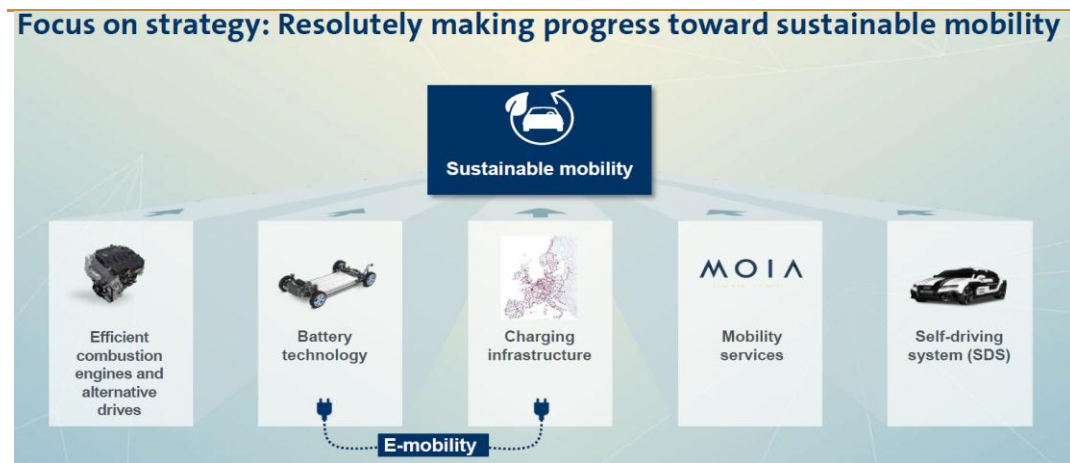 Focus on strategy: Resolutely making progress toward sustainable mobility
Sustainable mobility
Efficient
combustion
engines and
alternative
drives
Battery
technology
Charging
infrastructure
MOIA
Mobility
services
Self-driving
system (SDS)
E-mobility